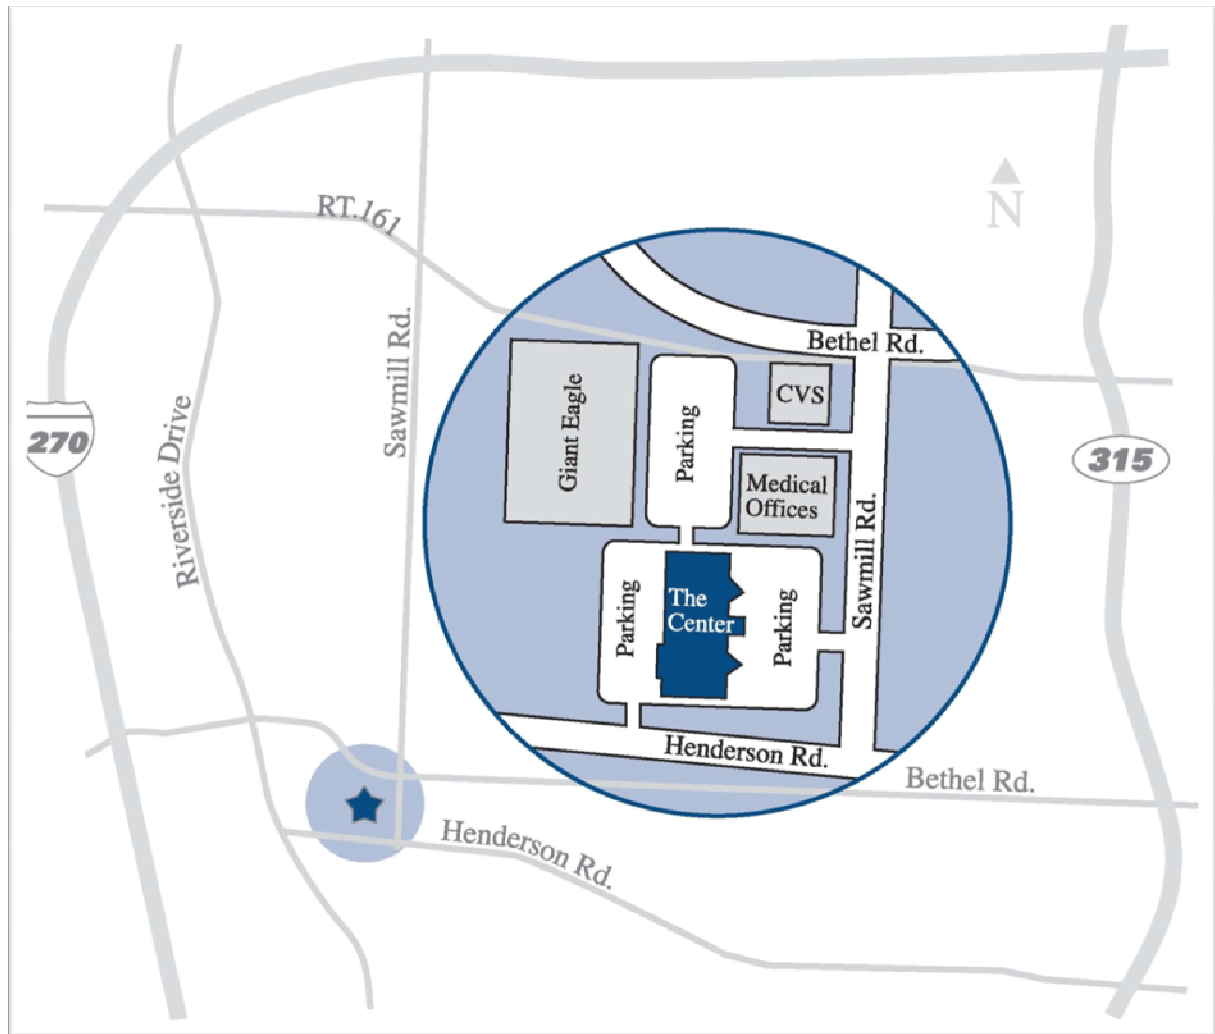 RT.161
N
Sawmill Rd.
Bethel Rd.
Giant Eagle
Parking
CVS
270
Riverside Drive
315
Medical
Offices
Sawmill Rd.
Parking
The
Center
Parking
Henderson Rd.
Bethel Rd.
Henderson Rd.